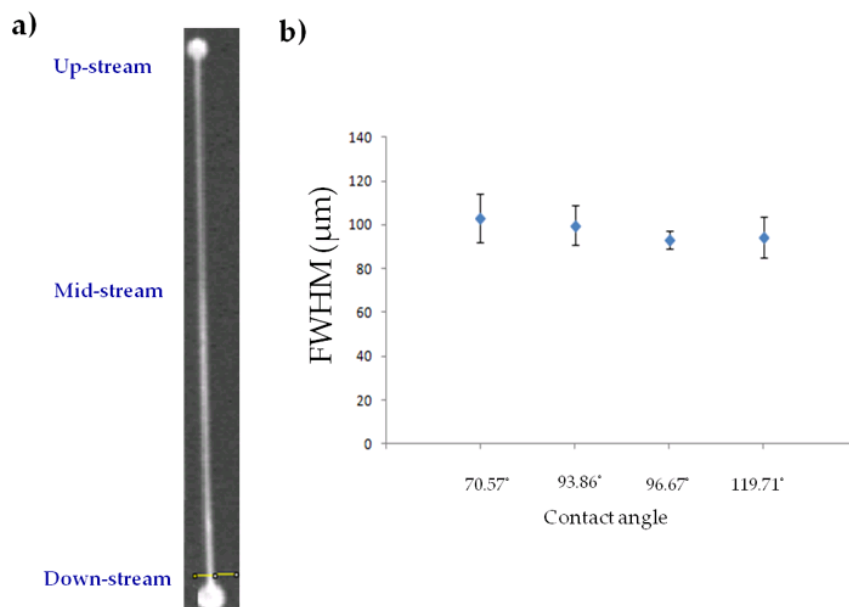 a)
Up-stream
Mid-stream
Down-stream
b)
FWHM (µm)
140
120
100
80
60
40
20
0
70.57° 93.86° 96.67° 119.71°
Contact angle